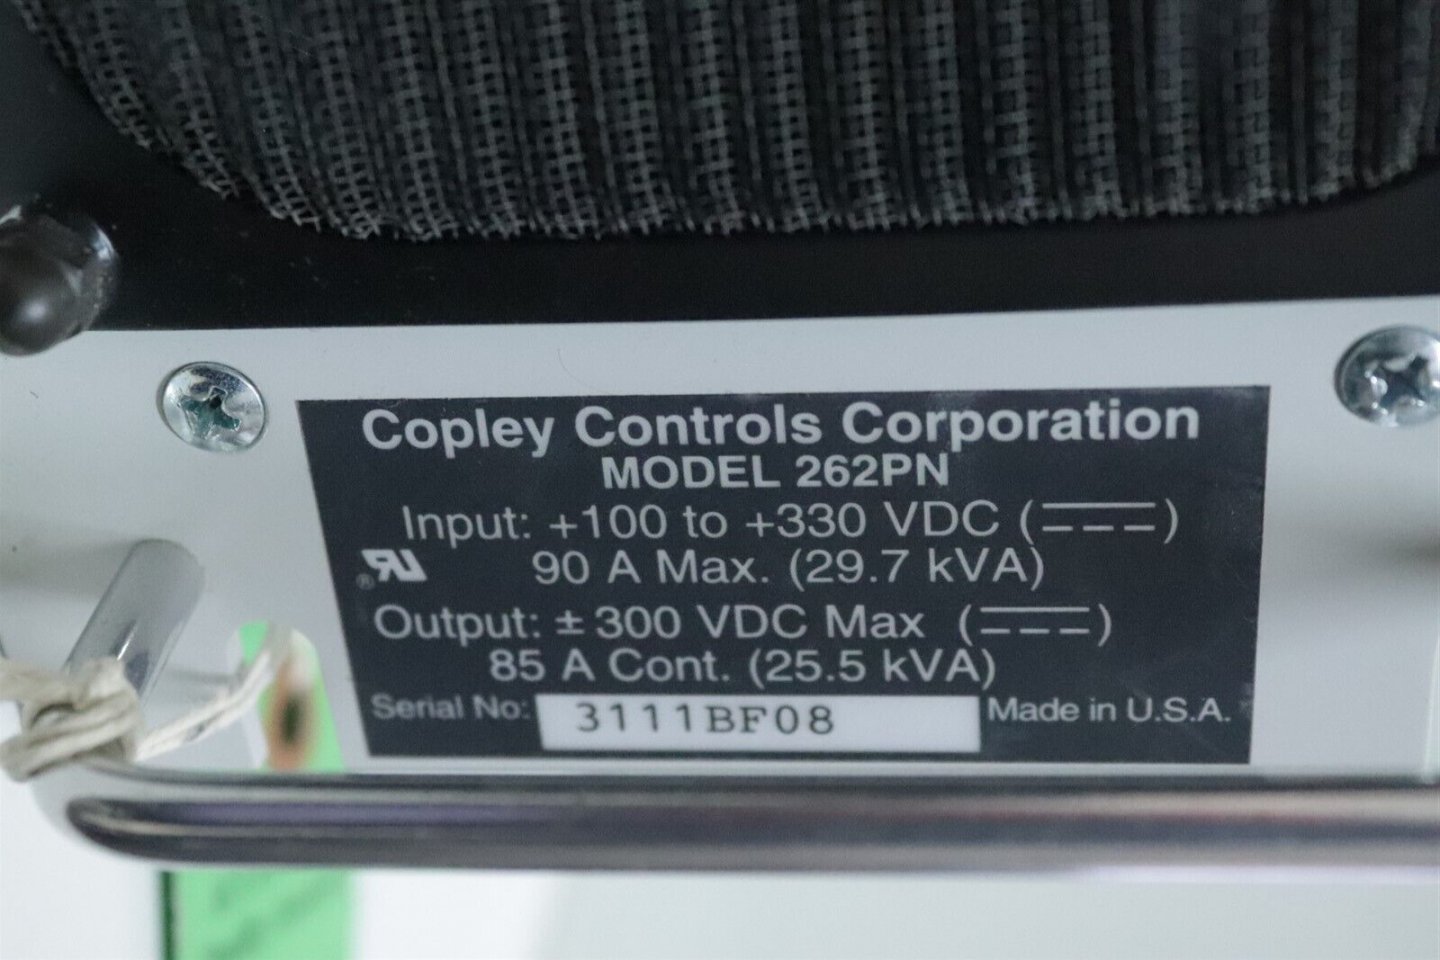 Copley Controls Corporation
MODEL 262PN
Input: +100 to +330 VDC (⎓)
90 A Max. (29.7 kVA)
Output: ± 300 VDC Max (⎓)
85 A Cont. (25.5 kVA)
Serial No: 3111BF08 Made in U.S.A.